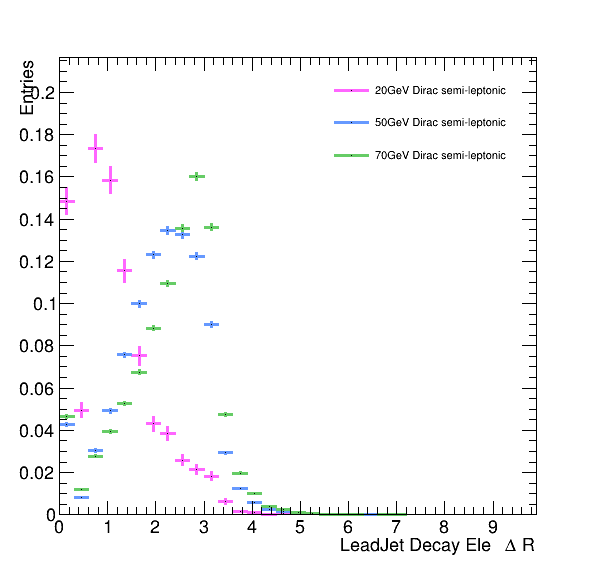 Entries
0.2
0.18
0.16
0.14
0.12
0.1
0.08
0.06
0.04
0.02
0
20GeV Dirac semi-leptonic
50GeV Dirac semi-leptonic
70GeV Dirac semi-leptonic
0 1 2 3 4 5 6 7 8 9
LeadJet Decay Ele Δ R